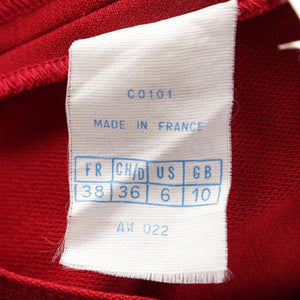 C0101
MADE IN FRANCE
FR CH/D US GB
38 36 6 10
AN 022